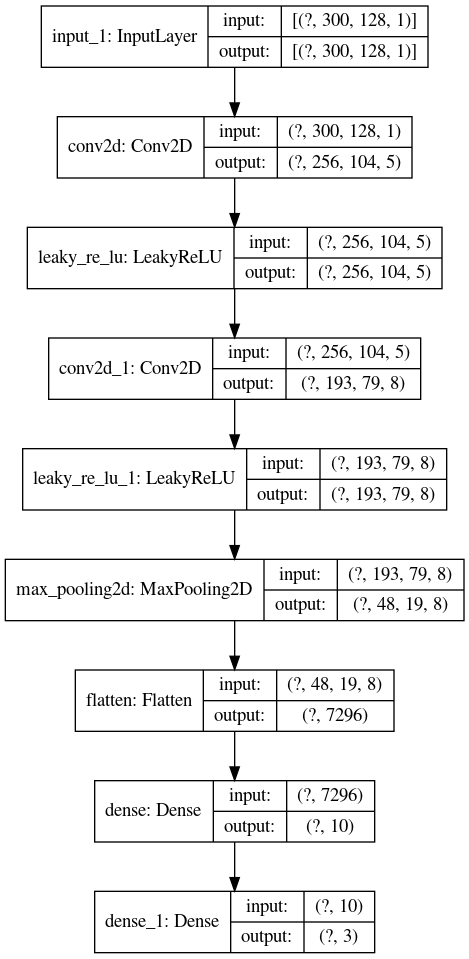 input_1: InputLayer
input: [(?, 300, 128, 1)]
output: [(?, 300, 128, 1)]
conv2d: Conv2D
input: (?, 300, 128, 1)
output: (?, 256, 104, 5)
leaky_re_lu: LeakyReLU
input: (?, 256, 104, 5)
output: (?, 256, 104, 5)
conv2d_1: Conv2D
input: (?, 256, 104, 5)
output: (?, 193, 79, 8)
leaky_re_lu_1: LeakyReLU
input: (?, 193, 79, 8)
output: (?, 193, 79, 8)
max_pooling2d: MaxPooling2D
input: (?, 193, 79, 8)
output: (?, 48, 19, 8)
flatten: Flatten
input: (?, 48, 19, 8)
output: (?, 7296)
dense: Dense
input: (?, 7296)
output: (?, 10)
dense_1: Dense
input: (?, 10)
output: (?, 3)